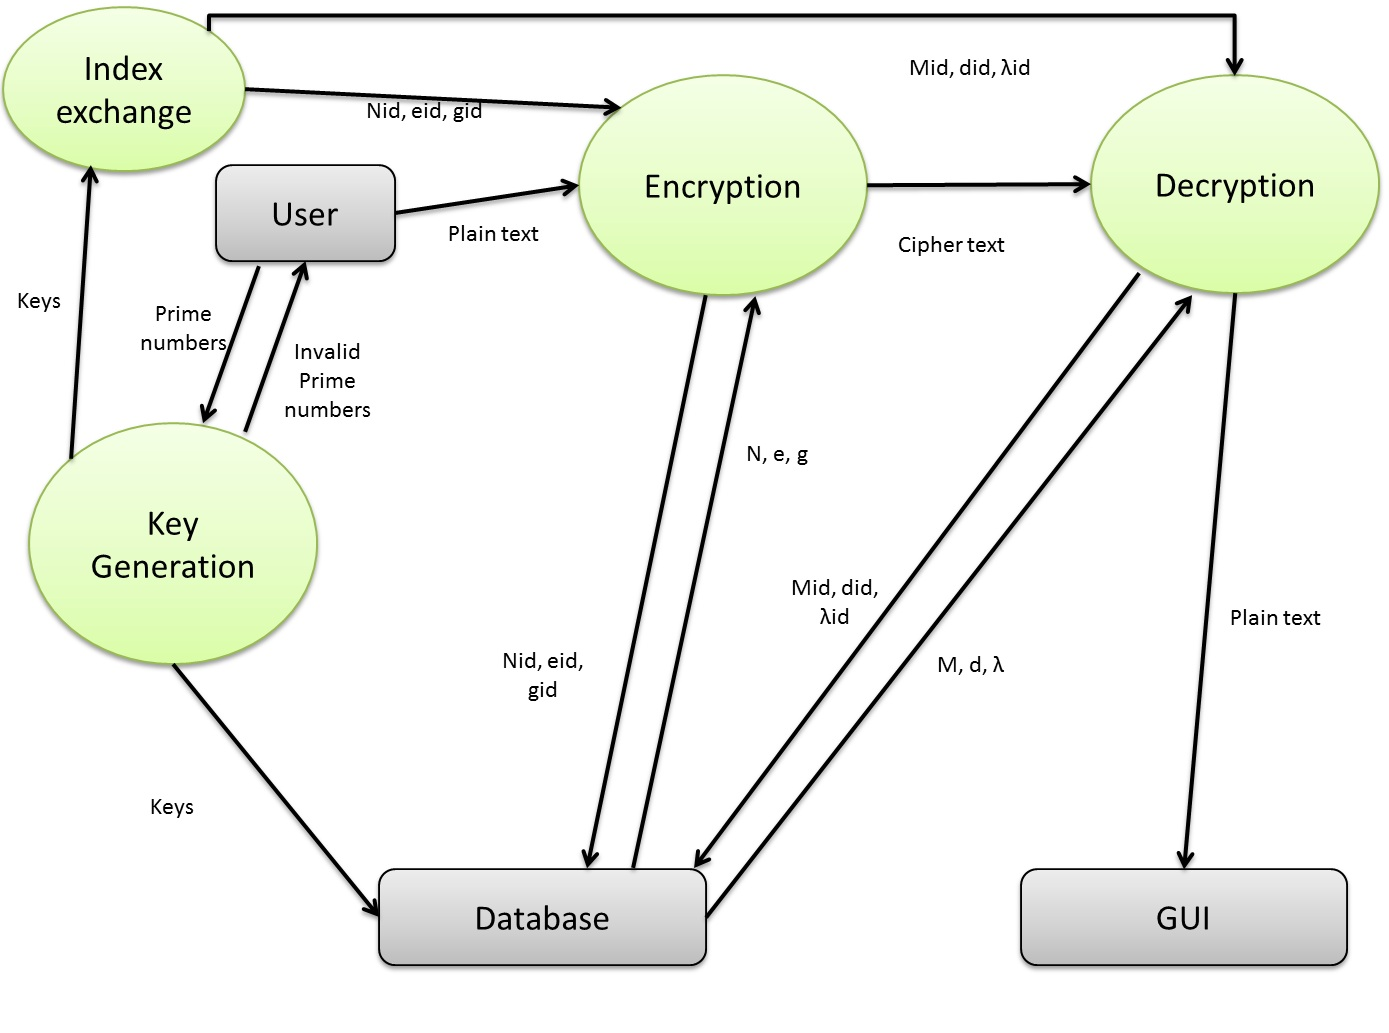 Index
exchange
Mid, did, λid
Nid, eid, gid
User
Encryption
Decryption
Plain text
Cipher text
Keys
Prime
numbers
Invalid
Prime
numbers
N, e, g
Key
Generation
Mid, did,
λid
Plain text
Nid, eid,
gid
M, d, λ
Keys
Database
GUI